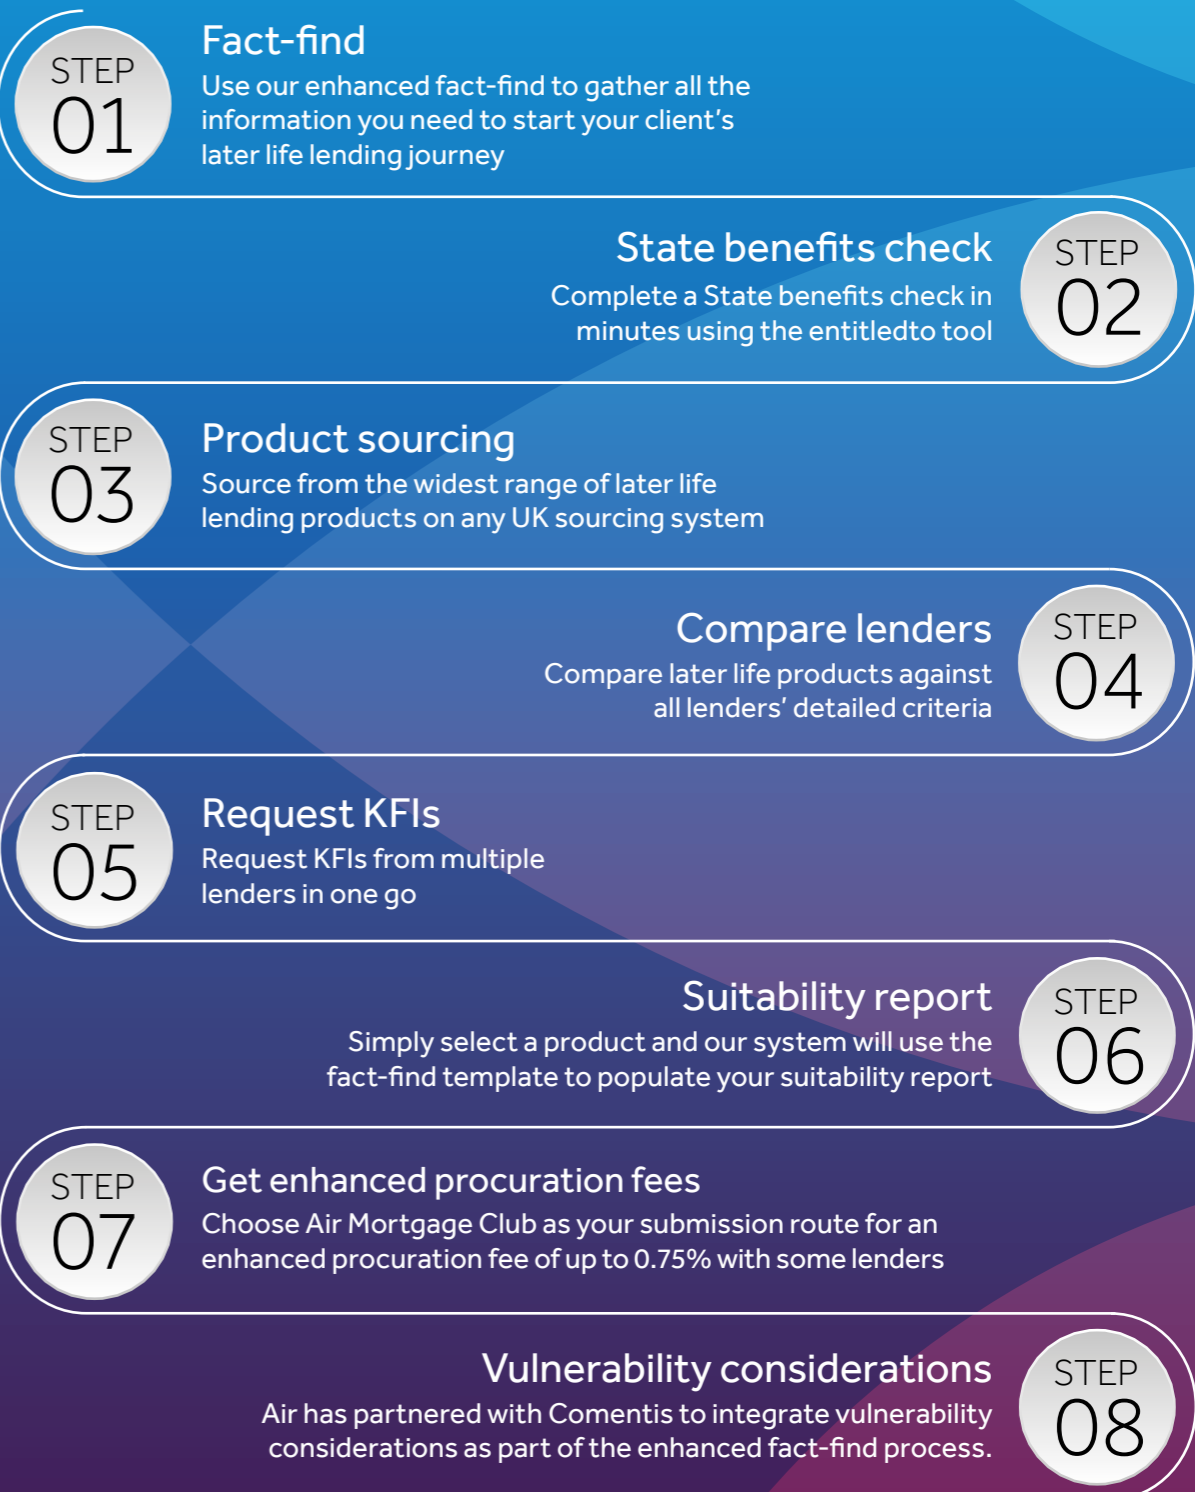 STEP
01
Fact-find
Use our enhanced fact-find to gather all the
information you need to start your client's
later life lending journey
State benefits check
Complete a State benefits check in
minutes using the entitledto tool
STEP
02
STEP
03
Product sourcing
Source from the widest range of later life
lending products on any UK sourcing system
Compare lenders
Compare later life products against
all lenders' detailed criteria
STEP
04
STEP
05
Request KFIs
Request KFIs from multiple
lenders in one go
Suitability report
Simply select a product and our system will use the
fact-find template to populate your suitability report
STEP
06
STEP
07
Get enhanced procuration fees
Choose Air Mortgage Club as your submission route for an
enhanced procuration fee of up to 0.75% with some lenders
Vulnerability considerations
Air has partnered with Comentis to integrate vulnerability
considerations as part of the enhanced fact-find process.
STEP
08